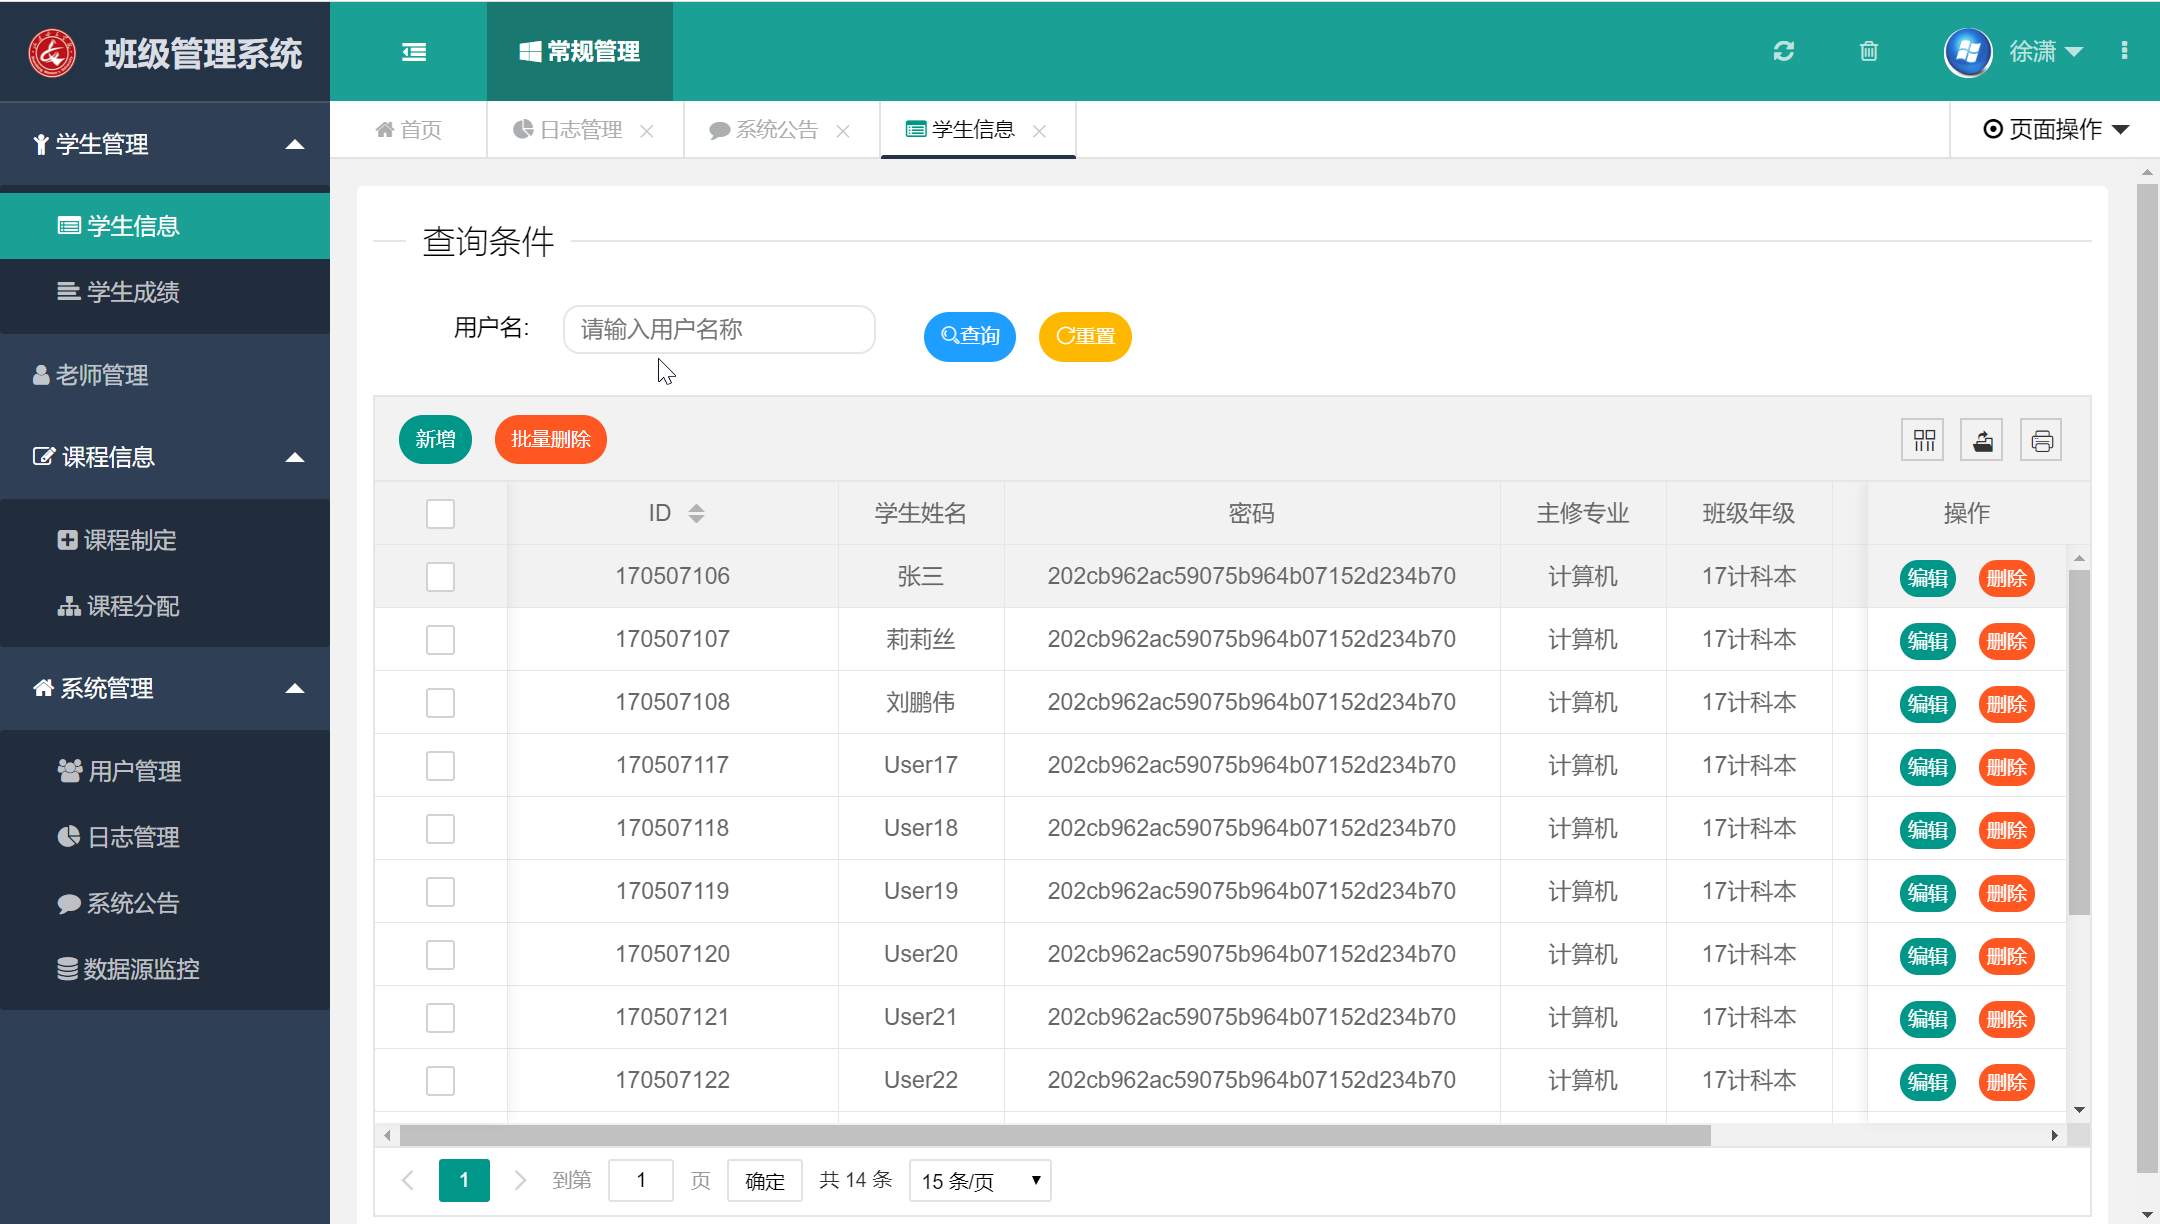 班级管理系统
常规管理
徐潇
首页
日志管理
系统公告
学生信息
页面操作
学生管理
学生信息
学生成绩
老师管理
课程信息
课程制定
课程分配
系统管理
用户管理
日志管理
系统公告
数据源监控
查询条件
用户名:
请输入用户名称
查询
重置
新增
批量删除
ID 学生姓名 密码 主修专业 班级年级 操作
170507106 张三 202cb962ac59075b964b07152d234b70 计算机 17计科本 编辑 删除
170507107 莉莉丝 202cb962ac59075b964b07152d234b70 计算机 17计科本 编辑 删除
170507108 刘鹏伟 202cb962ac59075b964b07152d234b70 计算机 17计科本 编辑 删除
170507117 User17 202cb962ac59075b964b07152d234b70 计算机 17计科本 编辑 删除
170507118 User18 202cb962ac59075b964b07152d234b70 计算机 17计科本 编辑 删除
170507119 User19 202cb962ac59075b964b07152d234b70 计算机 17计科本 编辑 删除
170507120 User20 202cb962ac59075b964b07152d234b70 计算机 17计科本 编辑 删除
170507121 User21 202cb962ac59075b964b07152d234b70 计算机 17计科本 编辑 删除
170507122 User22 202cb962ac59075b964b07152d234b70 计算机 17计科本 编辑 删除
1 到第 1 页 确定 共 14 条 15 条/页